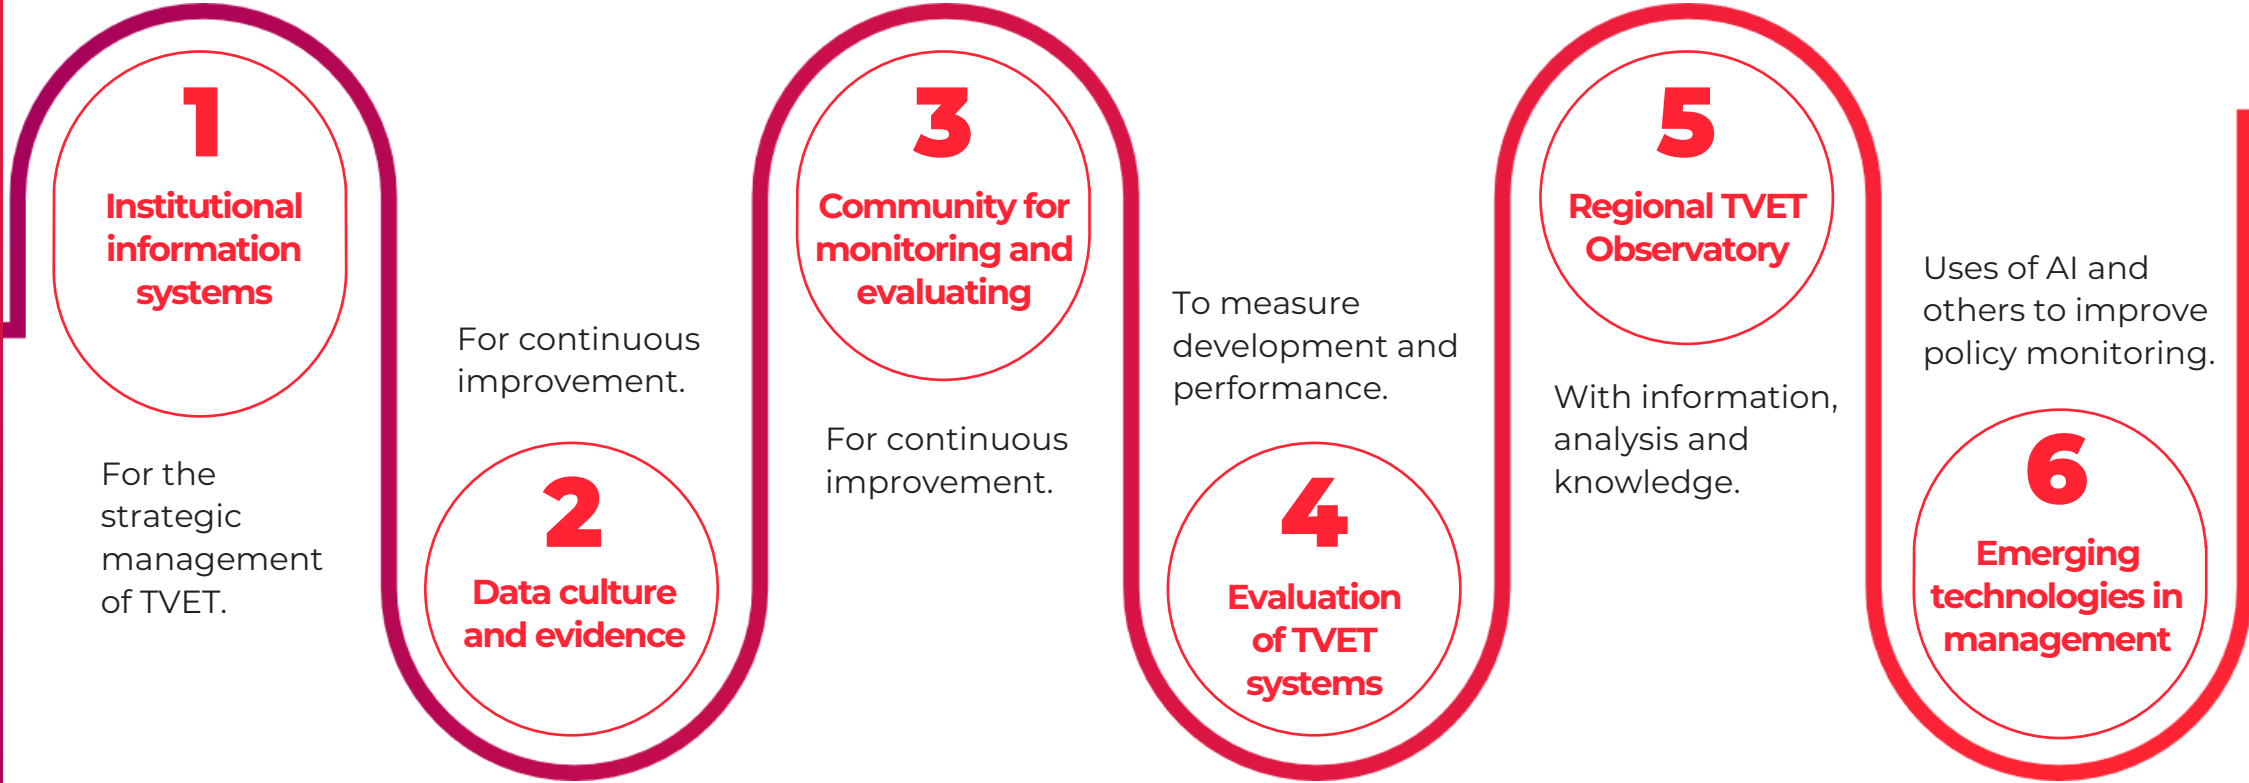 1
Institutional
information
systems
For the
strategic
management
of TVET.
For continuous
improvement.
2
Data culture
and evidence
3
Community for
monitoring and
evaluating
For continuous
improvement.
To measure
development and
performance.
4
Evaluation
of TVET
systems
5
Regional TVET
Observatory
With information,
analysis and
knowledge.
Uses of AI and
others to improve
policy monitoring.
6
Emerging
technologies in
management